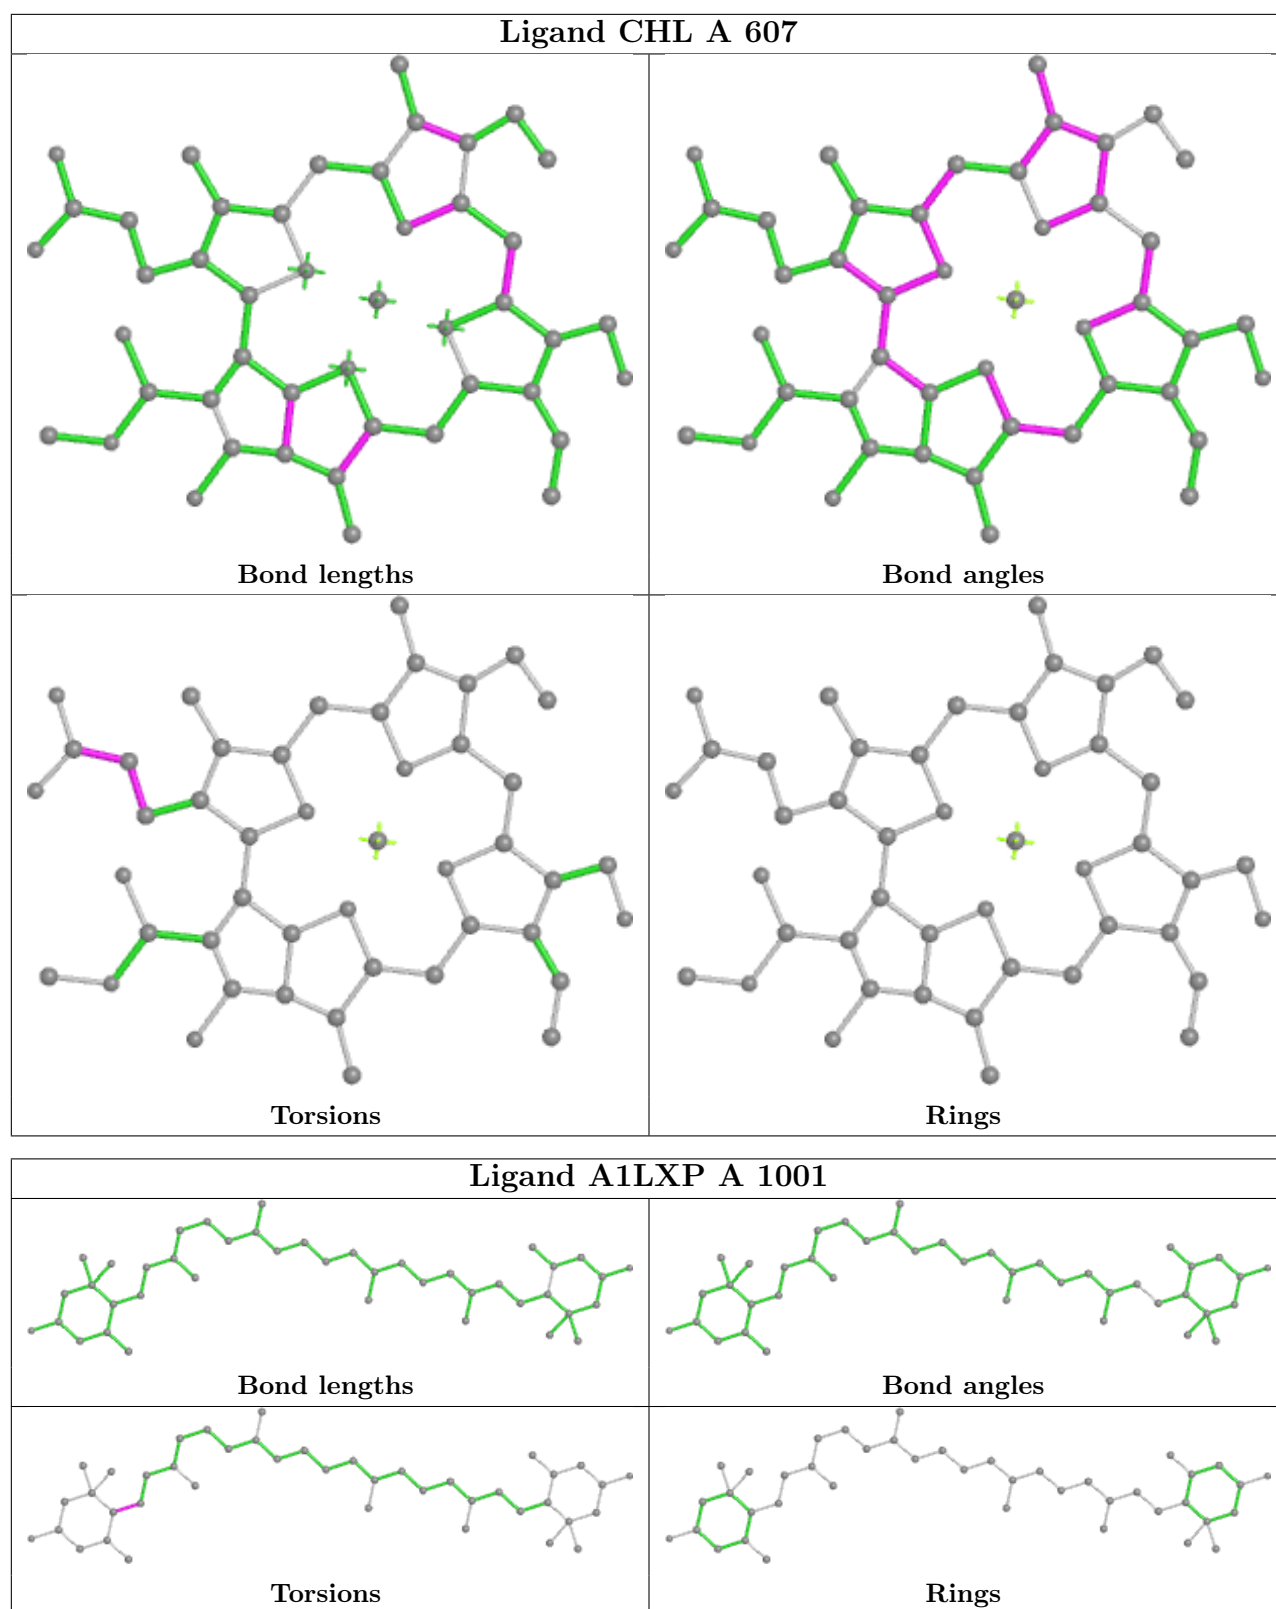 Ligand CHL A 607
Bond lengths
Bond angles
Torsions
Rings
Ligand A1LXP A 1001
Bond lengths
Bond angles
Torsions
Rings